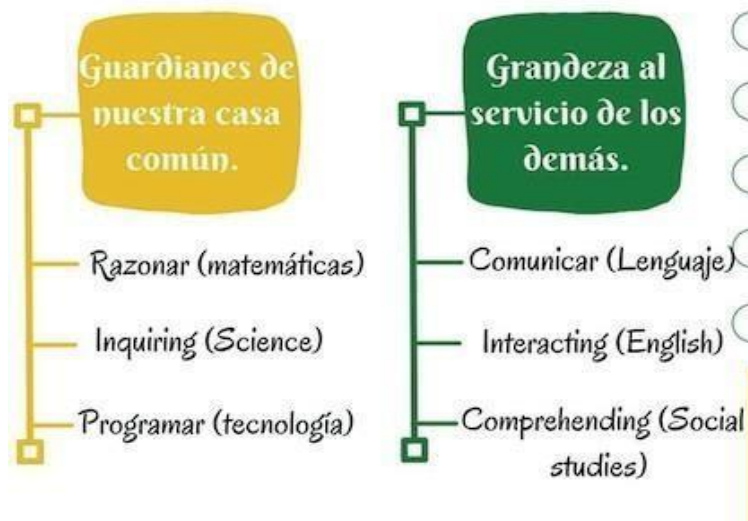 Guardianes de
nuestra casa
común.
Razonar (matemáticas)
Inquiring (Science)
Programar (tecnología)
Grandeza al
servicio de los
demás.
Comunicar (Lenguaje)
Interacting (English)
Comprehending (Social
studies)